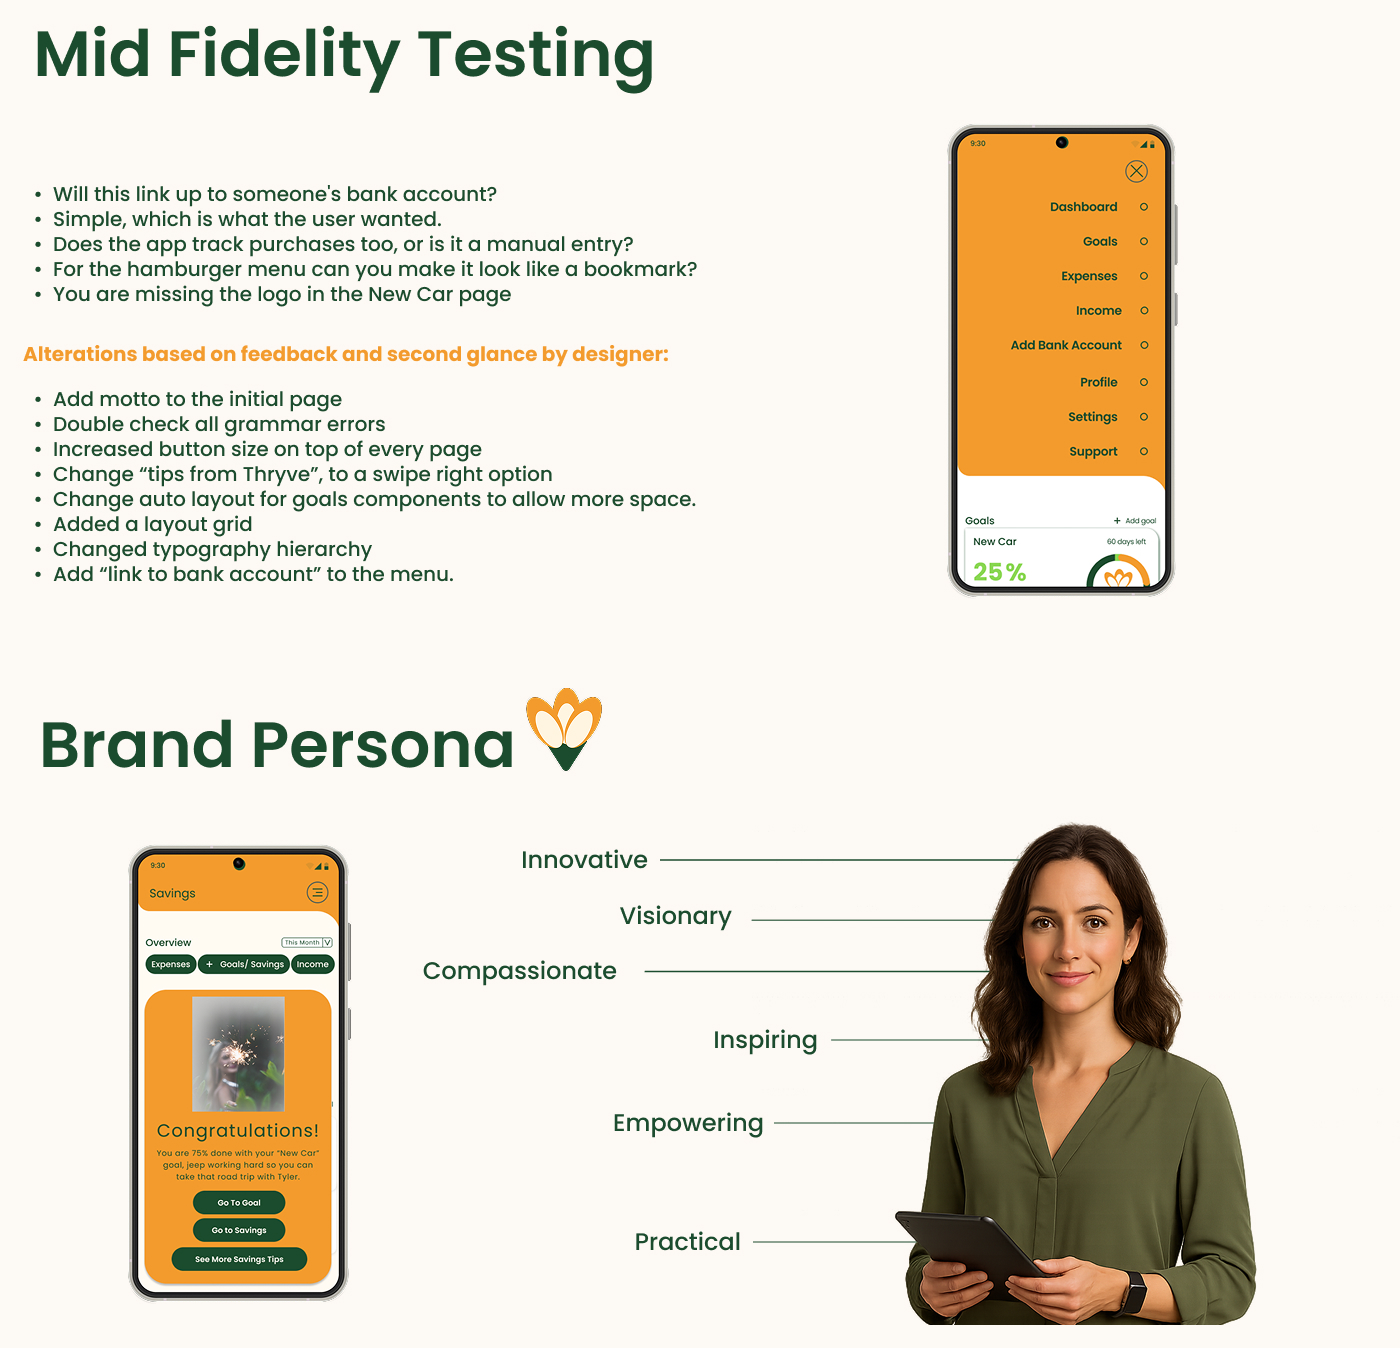 Mid Fidelity Testing
• Will this link up to someone's bank account?
• Simple, which is what the user wanted.
• Does the app track purchases too, or is it a manual entry?
• For the hamburger menu can you make it look like a bookmark?
• You are missing the logo in the New Car page
Alterations based on feedback and second glance by designer:
• Add motto to the initial page
• Double check all grammar errors
• Increased button size on top of every page
• Change “tips from Thryve”, to a swipe right option
• Change auto layout for goals components to allow more space.
• Added a layout grid
• Changed typography hierarchy
• Add “link to bank account” to the menu.
9:30
Dashboard
Goals
Expenses
Income
Add Bank Account
Profile
Settings
Support
Goals + Add goal
New Car 60 days left
25%
Brand Persona
9:30
Savings
Overview This Month V
Expenses + Goals/ Savings Income
Congratulations!
You are 75% done with your “New Car”
goal, jeep working hard so you can
take that road trip with Tyler.
Go To Goal
Go to Savings
See More Savings Tips
Innovative
Visionary
Compassionate
Inspiring
Empowering
Practical